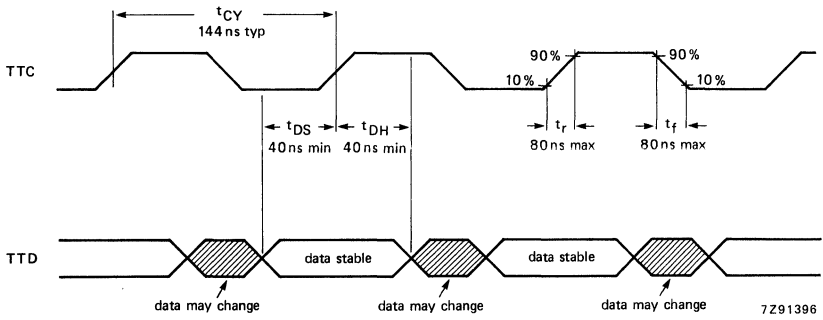 tCY
144 ns typ
TTC
90%
90%
10%
10%
tDS
tDH
tr
tf
40 ns min
40 ns min
80 ns max
80 ns max
TTD
data stable
data stable
data may change
data may change
data may change
7Z91396